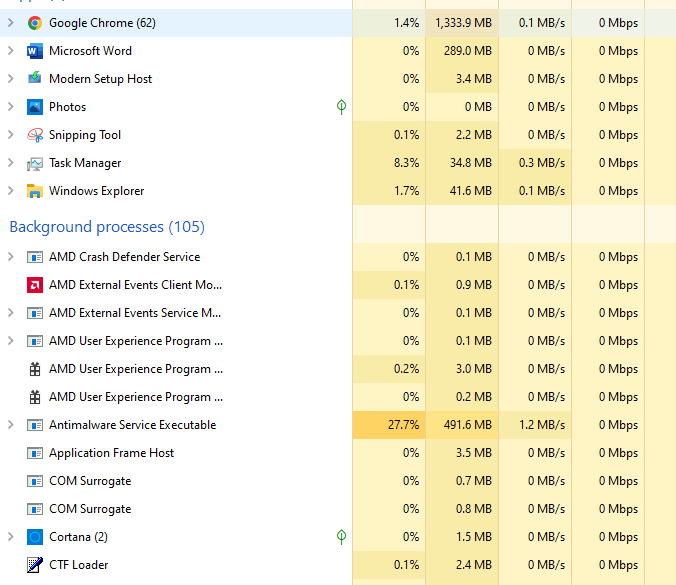 Google Chrome (62) 1.4% 1,333.9 MB 0.1 MB/s 0 Mbps
Microsoft Word 0% 289.0 MB 0 MB/s 0 Mbps
Modern Setup Host 0% 3.4 MB 0 MB/s 0 Mbps
Photos 0% 0 MB 0 MB/s 0 Mbps
Snipping Tool 0.1% 2.2 MB 0 MB/s 0 Mbps
Task Manager 8.3% 34.8 MB 0.3 MB/s 0 Mbps
Windows Explorer 1.7% 41.6 MB 0.1 MB/s 0 Mbps
Background processes (105)
AMD Crash Defender Service 0% 0.1 MB 0 MB/s 0 Mbps
AMD External Events Client Mo... 0.1% 0.9 MB 0 MB/s 0 Mbps
AMD External Events Service M... 0% 0.1 MB 0 MB/s 0 Mbps
AMD User Experience Program ... 0% 0.1 MB 0 MB/s 0 Mbps
AMD User Experience Program ... 0.2% 3.0 MB 0 MB/s 0 Mbps
AMD User Experience Program ... 0% 0.2 MB 0 MB/s 0 Mbps
Antimalware Service Executable 27.7% 491.6 MB 1.2 MB/s 0 Mbps
Application Frame Host 0% 3.5 MB 0 MB/s 0 Mbps
COM Surrogate 0% 0.7 MB 0 MB/s 0 Mbps
COM Surrogate 0% 0.8 MB 0 MB/s 0 Mbps
Cortana (2) 0% 1.5 MB 0 MB/s 0 Mbps
CTF Loader 0.1% 2.4 MB 0 MB/s 0 Mbps